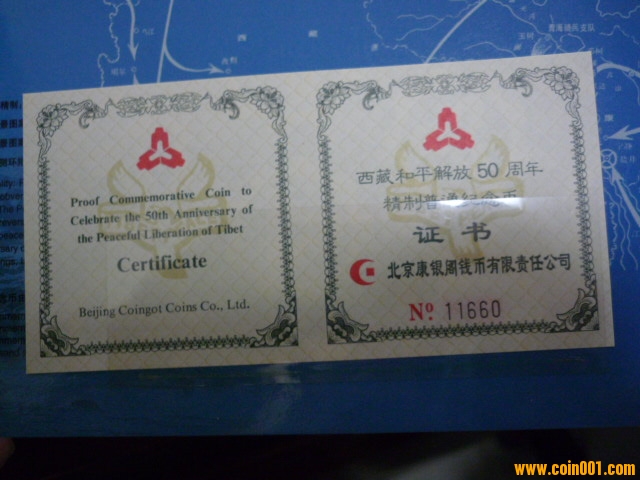 Proof Commemorative Coin to
Celebrate the 50th Anniversary of
the Peaceful Liberation of Tibet
Certificate
Beijing Coingot Coins Co., Ltd.
西藏和平解放50周年
精制普通纪念币
证书
北京康银阁钱币有限责任公司
Nº 11660
www.coin001.com